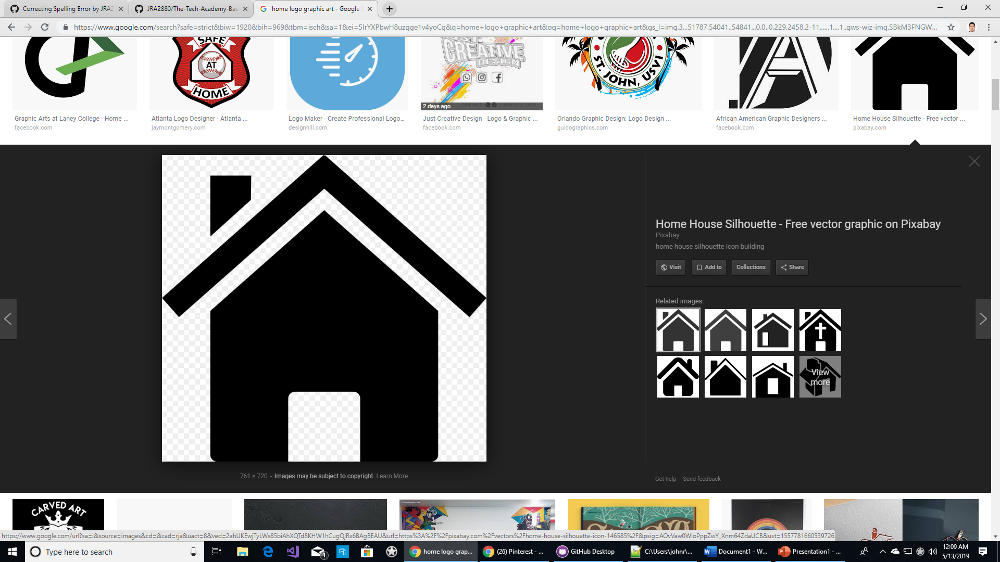 Correcting Spelling Error by JRA2
JRA2880/The-Tech-Academy-Bas
home logo graphic art - Google S
https://www.google.com/search?safe=strict&biw=1920&bih=969&tbm=isch&sa=1&ei=5IrYXPbwH8uzgge1v4yoCg&q=home+logo+graphic+art&oq=home+logo+graphic+art&gs_l=img.3...51787.54041..54841...0.0..0.229.2458.2-11......1....1..gws-wiz-img.SBkM3FNGW...
SAFE
AT
HOME
CREATIVE
DESIGN
ST. JOHN, USVI
2 days ago
Graphic Arts at Laney College - Home ...
facebook.com
Atlanta Logo Designer - Atlanta ...
jaymontgomery.com
Logo Maker - Create Professional Logo...
designhill.com
Just Creative Design - Logo & Graphic ...
facebook.com
Orlando Graphic Design: Logo Design ...
guidographics.com
African American Graphic Designers ...
facebook.com
Home House Silhouette - Free vector ...
pixabay.com
Home House Silhouette - Free vector graphic on Pixabay
Pixabay
home house silhouette icon building
Visit
Add to
Collections
Share
Related images:
View
more
761 × 720 - Images may be subject to copyright. Learn More
Get help - Send feedback
CARVED ART
https://www.google.com/url?sa=i&source=images&cd=&cad=rja&uact=8&ved=2ahUKEwjTyLWs85biAhXQTd8KHW1hCugQjRx6BAgBEAU&url=https%3A%2F%2Fpixabay.com%2Fvectors%2Fhome-house-silhouette-icon-146585%2F&psig=AOvVaw0WIoPppZwY_Xnm64ZdaUCB&ust=1557781660539726
Type here to search
1
home logo grap...
(26) Pinterest - ...
GitHub Desktop
C:\Users\johnr\...
Document1 - W...
Presentation1 - ...
12:09 AM
5/13/2019